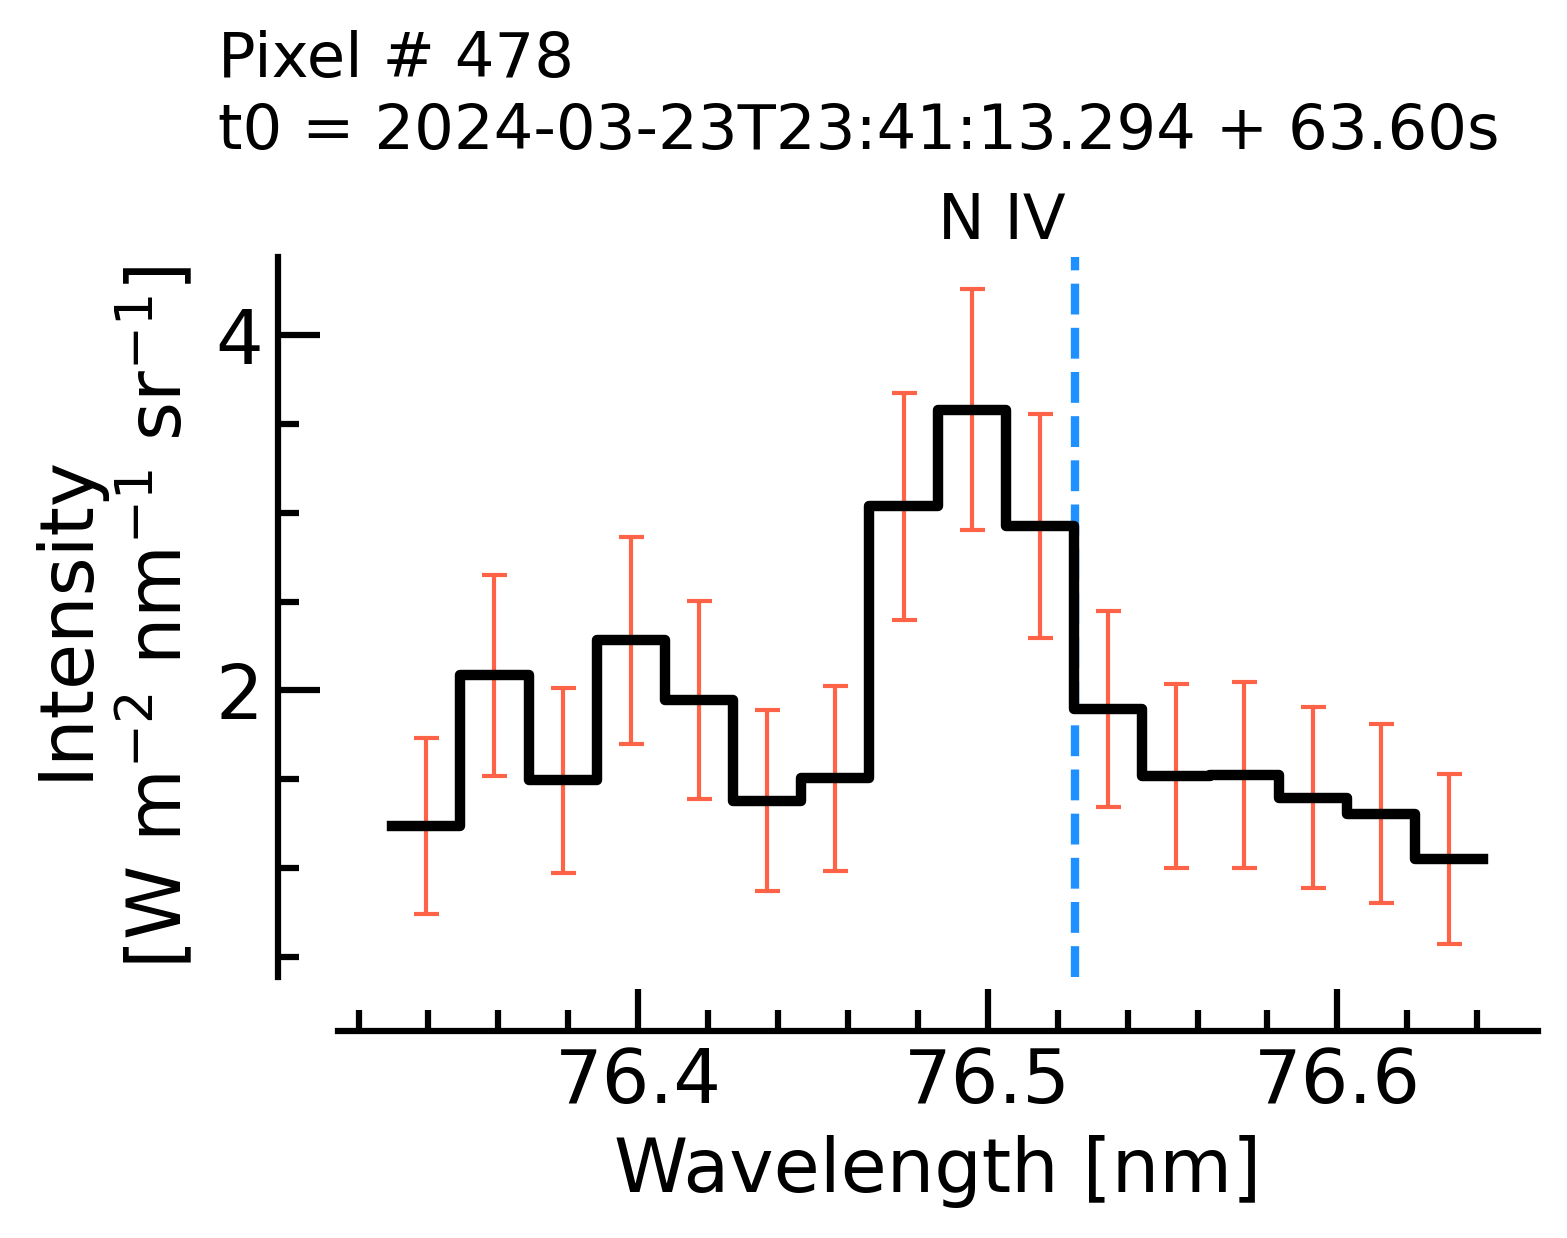 Pixel # 478
t0 = 2024-03-23T23:41:13.294 + 63.60s
N IV
Intensity
[W m⁻² nm⁻¹ sr⁻¹]
4
2
76.4 76.5 76.6
Wavelength [nm]